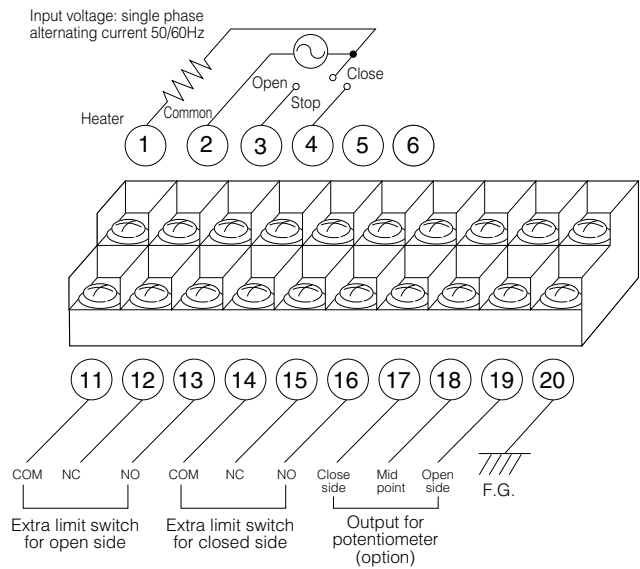 Input voltage: single phase
alternating current 50/60Hz
Close
Open
Stop
Common
Heater
1 2 3 4 5 6
11 12 13 14 15 16 17 18 19 20
COM NC NO COM NC NO Close side Mid point Open side
F.G.
Extra limit switch
for open side
Extra limit switch
for closed side
Output for
potentiometer
(option)